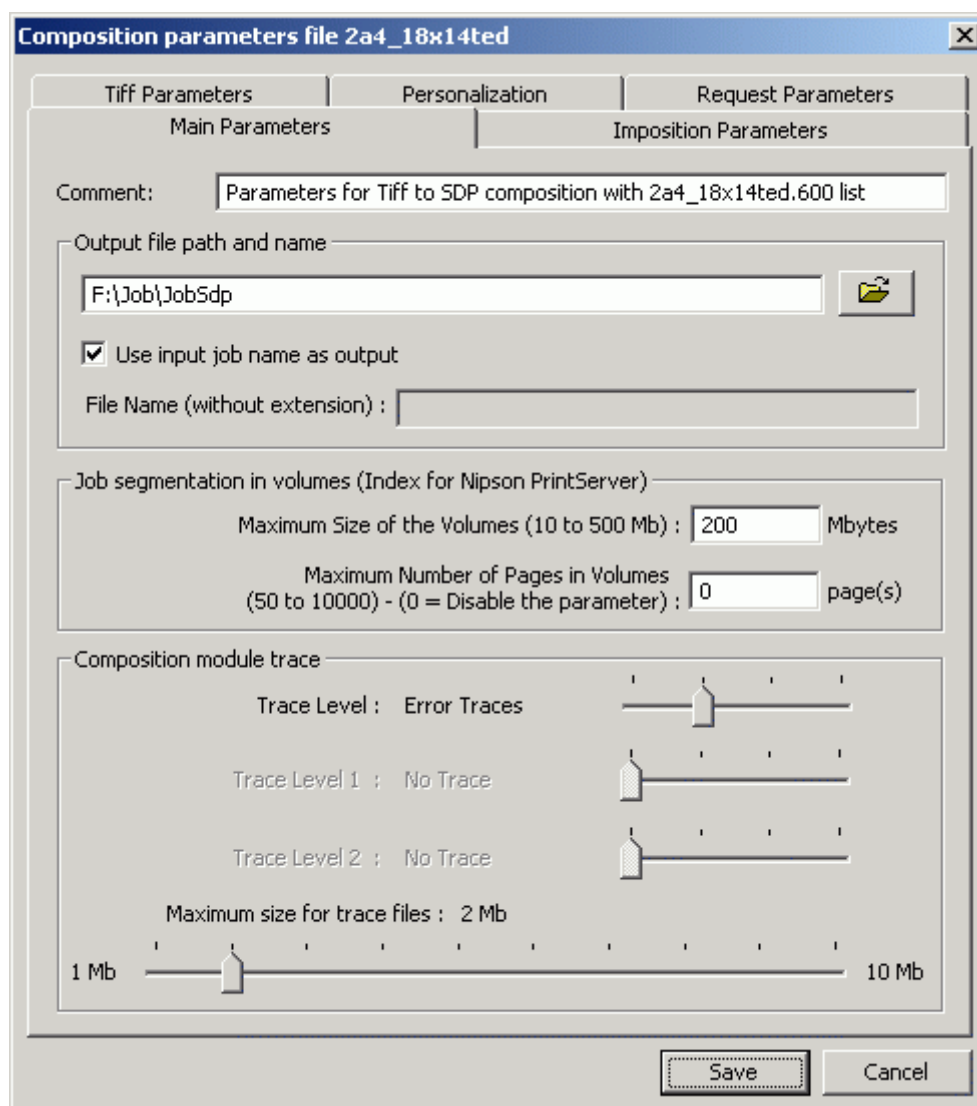 Composition parameters file 2a4_18x14ted
Tiff Parameters
Personalization
Request Parameters
Main Parameters
Imposition Parameters
Comment:
Parameters for Tiff to SDP composition with 2a4_18x14ted.600 list
Output file path and name
F:\Job\JobSdp
Use input job name as output
File Name (without extension) :
Job segmentation in volumes (Index for Nipson PrintServer)
Maximum Size of the Volumes (10 to 500 Mb) : 200 Mbytes
Maximum Number of Pages in Volumes
(50 to 10000) - (0 = Disable the parameter) : 0 page(s)
Composition module trace
Trace Level : Error Traces
Trace Level 1 : No Trace
Trace Level 2 : No Trace
Maximum size for trace files : 2 Mb
1 Mb
10 Mb
Save
Cancel